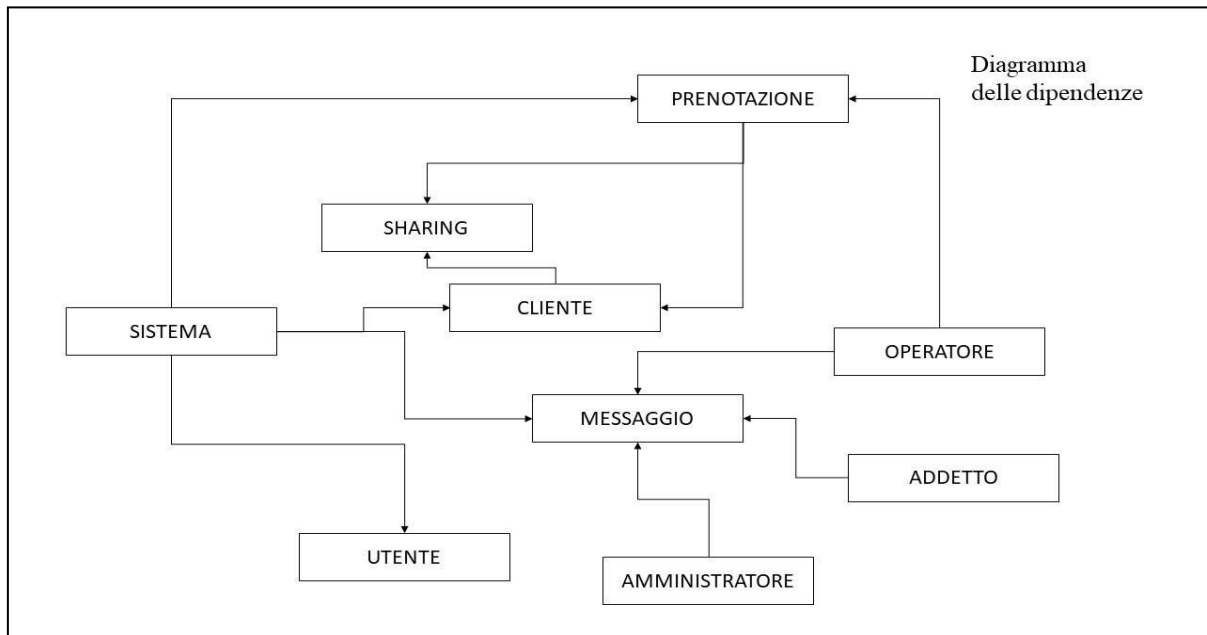 Diagramma
delle dipendenze
PRENOTAZIONE
SHARING
CLIENTE
SISTEMA
OPERATORE
MESSAGGIO
ADDETTO
UTENTE
AMMINISTRATORE